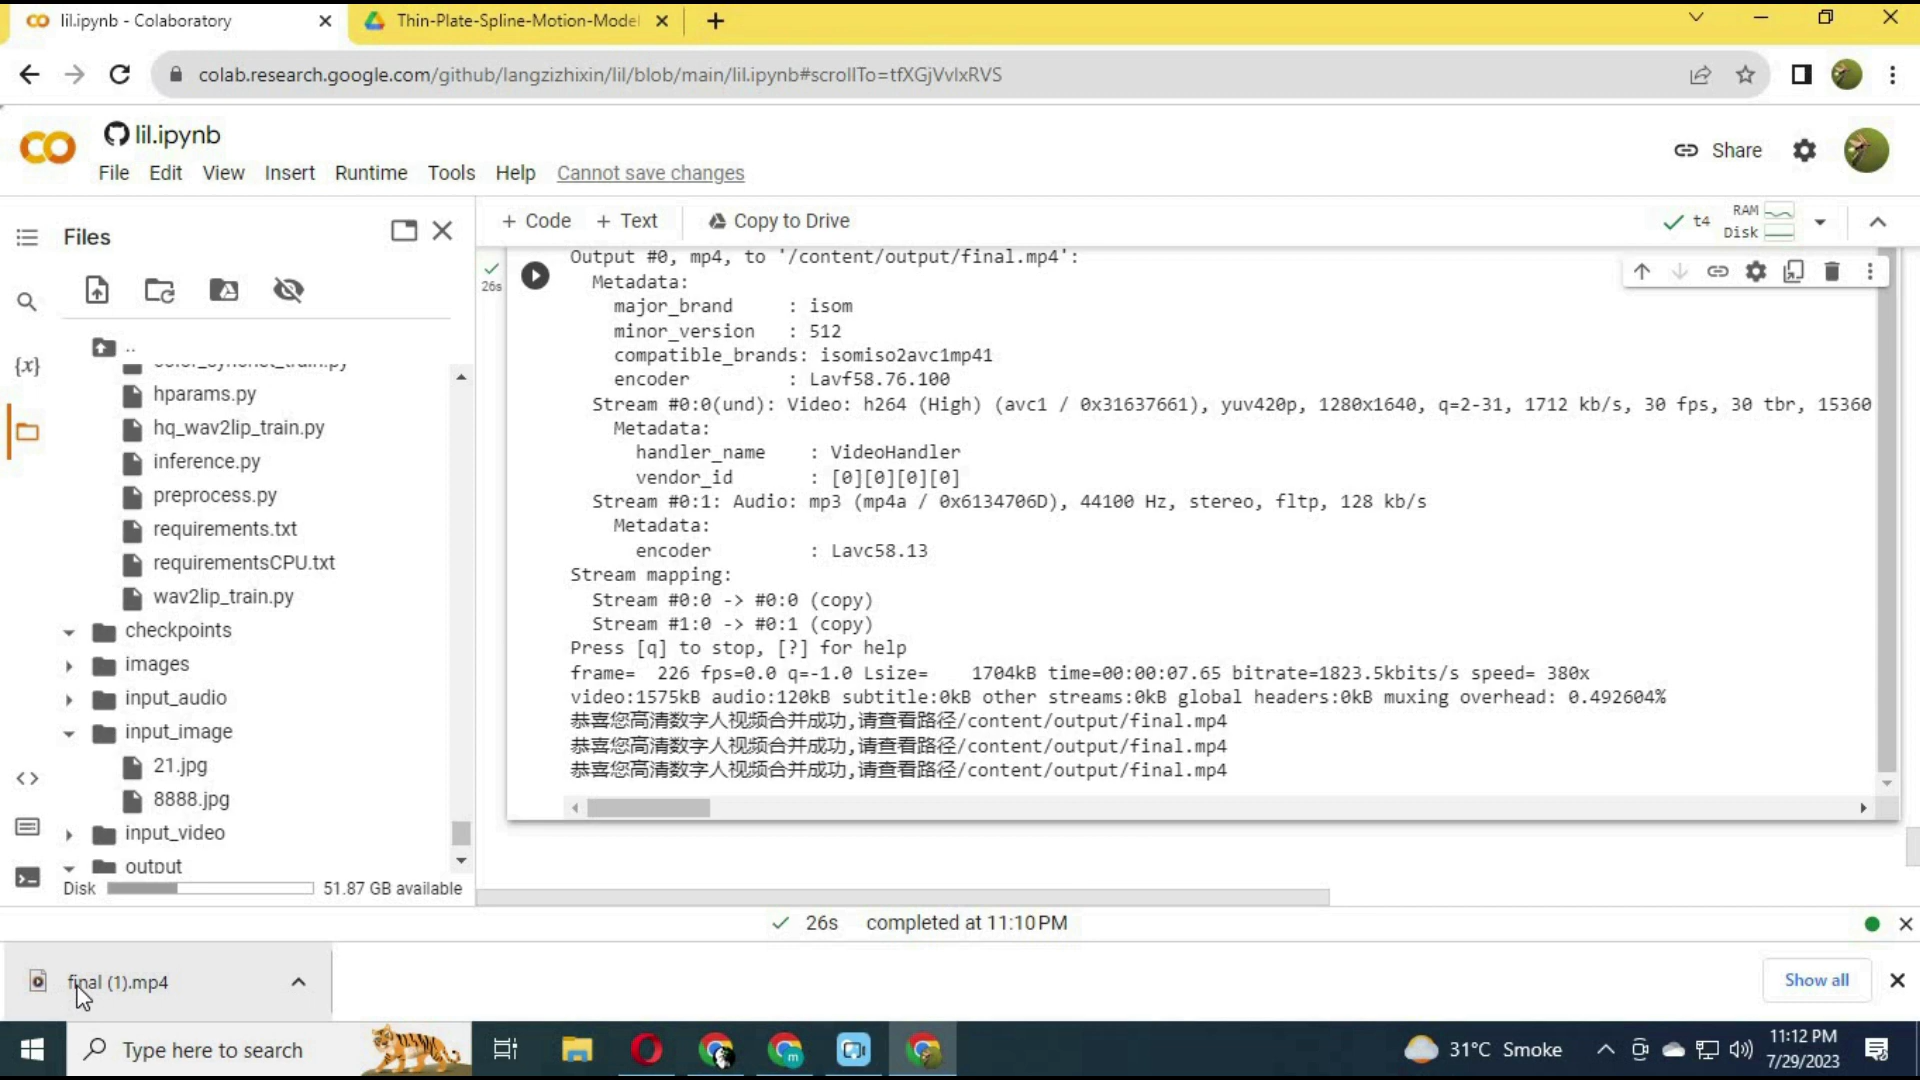 lil.ipynb - Colaboratory
Thin-Plate-Spline-Motion-Model
colab.research.google.com/github/langzizhixin/lil/blob/main/lil.ipynb#scrollTo=tfXGjVvlxRVS
lil.ipynb
File Edit View Insert Runtime Tools Help Cannot save changes
Share
Files
+ Code + Text Copy to Drive
t4 RAM
Disk
..
hparams.py
hq_wav2lip_train.py
inference.py
preprocess.py
requirements.txt
requirementsCPU.txt
wav2lip_train.py
checkpoints
images
input_audio
input_image
21.jpg
8888.jpg
input_video
output
Disk 51.87 GB available
{x}
26s
Output #0, mp4, to '/content/output/final.mp4':
Metadata:
major_brand : isom
minor_version : 512
compatible_brands: isomiso2avc1mp41
encoder : Lavf58.76.100
Stream #0:0(und): Video: h264 (High) (avc1 / 0x31637661), yuv420p, 1280x1640, q=2-31, 1712 kb/s, 30 fps, 30 tbr, 15360
Metadata:
handler_name : VideoHandler
vendor_id : [0][0][0][0]
Stream #0:1: Audio: mp3 (mp4a / 0x6134706D), 44100 Hz, stereo, fltp, 128 kb/s
Metadata:
encoder : Lavc58.13
Stream mapping:
Stream #0:0 -> #0:0 (copy)
Stream #1:0 -> #0:1 (copy)
Press [q] to stop, [?] for help
frame= 226 fps=0.0 q=-1.0 Lsize= 1704kB time=00:00:07.65 bitrate=1823.5kbits/s speed= 380x
video:1575kB audio:120kB subtitle:0kB other streams:0kB global headers:0kB muxing overhead: 0.492604%
恭喜您高清数字人视频合并成功,请查看路径/content/output/final.mp4
恭喜您高清数字人视频合并成功,请查看路径/content/output/final.mp4
恭喜您高清数字人视频合并成功,请查看路径/content/output/final.mp4
26s completed at 11:10 PM
final (1).mp4
Show all
Type here to search
31°C Smoke
11:12 PM
7/29/2023